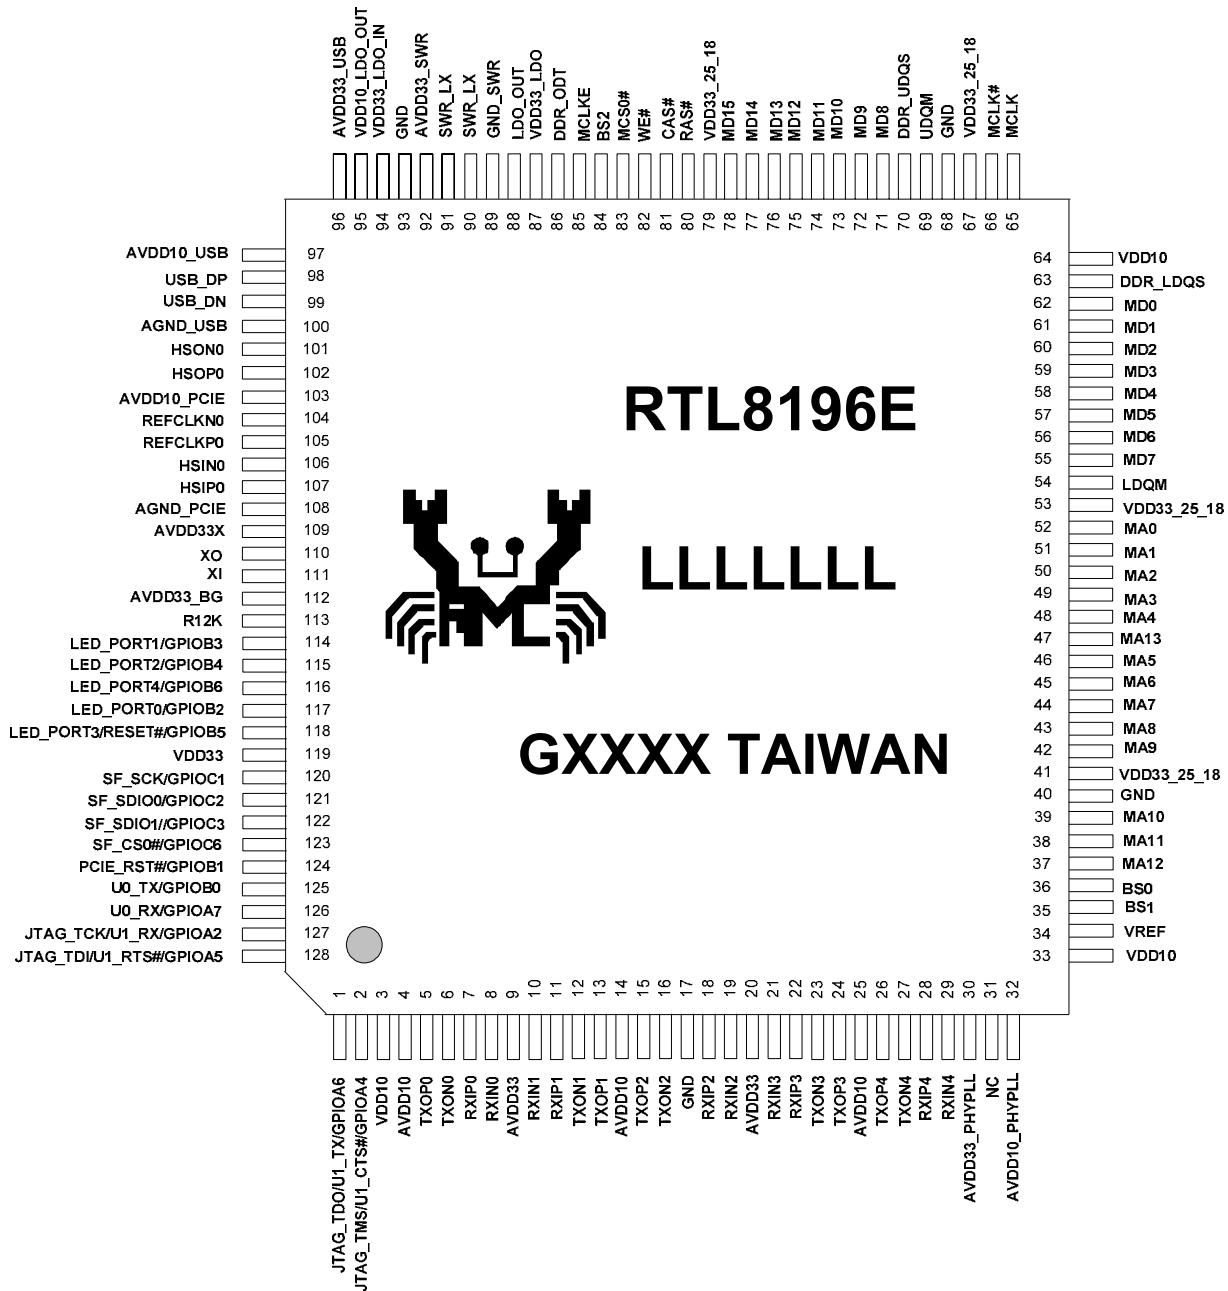 AVDD33_USB
VDD10_LDO_OUT
VDD33_LDO_IN
GND
AVDD33_SWR
SWR_LX
SWR_LX
GND_SWR
LDO_OUT
VDD33_LDO
DDR_ODT
MCLKE
BS2
MCS0#
WE#
CAS#
RAS#
VDD33_25_18
MD15
MD14
MD13
MD12
MD11
MD10
MD9
MD8
DDR_UDQS
UDQM
GND
VDD33_25_18
MCLK#
MCLK
96
95
94
93
92
91
90
89
88
87
86
85
84
83
82
81
80
79
78
77
76
75
74
73
72
71
70
69
68
67
66
65
AVDD10_USB 97
USB_DP 98
USB_DN 99
AGND_USB 100
HSON0 101
HSOP0 102
AVDD10_PCIE 103
REFCLKN0 104
REFCLKP0 105
HSIN0 106
HSIP0 107
AGND_PCIE 108
AVDD33X 109
XO 110
XI 111
AVDD33_BG 112
R12K 113
LED_PORT1/GPIOB3 114
LED_PORT2/GPIOB4 115
LED_PORT4/GPIOB6 116
LED_PORT0/GPIOB2 117
LED_PORT3/RESET#/GPIOB5 118
VDD33 119
SF_SCK/GPIOC1 120
SF_SDIO0/GPIOC2 121
SF_SDIO1//GPIOC3 122
SF_CS0#/GPIOC6 123
PCIE_RST#/GPIOB1 124
U0_TX/GPIOB0 125
U0_RX/GPIOA7 126
JTAG_TCK/U1_RX/GPIOA2 127
JTAG_TDI/U1_RTS#/GPIOA5 128
RTL8196E
LLLLLLL
GXXXX TAIWAN
64 VDD10
63 DDR_LDQS
62 MD0
61 MD1
60 MD2
59 MD3
58 MD4
57 MD5
56 MD6
55 MD7
54 LDQM
53 VDD33_25_18
52 MA0
51 MA1
50 MA2
49 MA3
48 MA4
47 MA13
46 MA5
45 MA6
44 MA7
43 MA8
42 MA9
41 VDD33_25_18
40 GND
39 MA10
38 MA11
37 MA12
36 BS0
35 BS1
34 VREF
33 VDD10
1
2
3
4
5
6
7
8
9
10
11
12
13
14
15
16
17
18
19
20
21
22
23
24
25
26
27
28
29
30
31
32
JTAG_TDO/U1_TX/GPIOA6
JTAG_TMS/U1_CTS#/GPIOA4
VDD10
AVDD10
TXOP0
TXON0
RXIP0
RXIN0
AVDD33
RXIN1
RXIP1
TXON1
TXOP1
AVDD10
TXOP2
TXON2
GND
RXIP2
RXIN2
AVDD33
RXIN3
RXIP3
TXON3
TXOP3
AVDD10
TXOP4
TXON4
RXIP4
RXIN4
AVDD33_PHYPLL
NC
AVDD10_PHYPLL